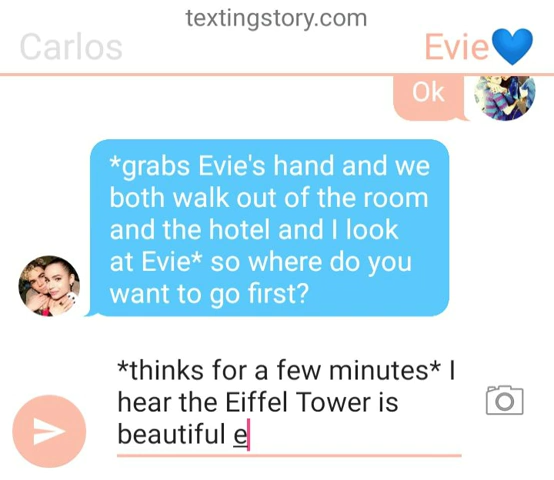 textingstory.com
Carlos
Evie💙
Ok
*grabs Evie's hand and we
both walk out of the room
and the hotel and I look
at Evie* so where do you
want to go first?
*thinks for a few minutes* I
hear the Eiffel Tower is
beautiful e